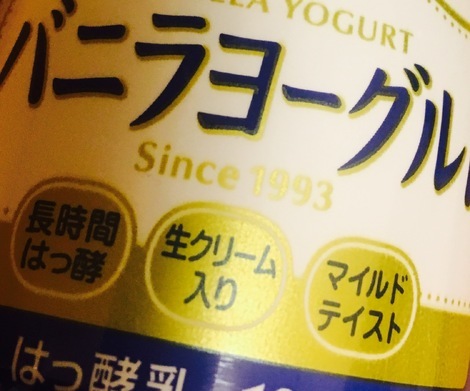 YOGURT
バニラヨーグル
Since 1993
長時間
はっ酵
生クリーム
入り
マイルド
テイスト
はっ酵乳